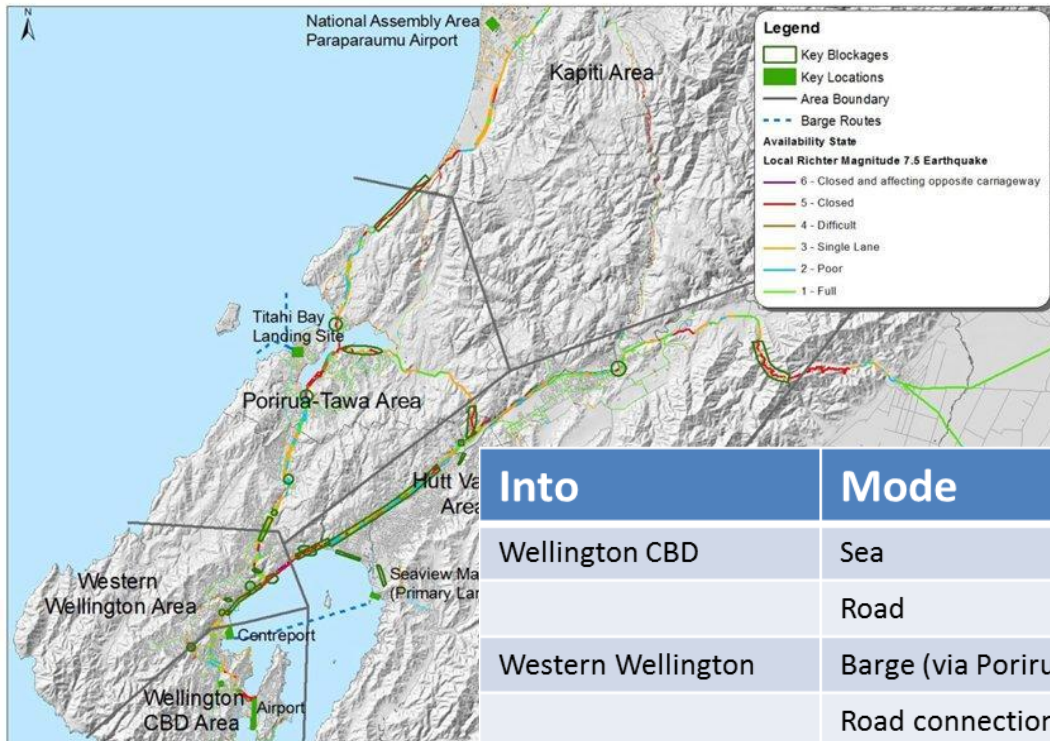 N
National Assembly Area
Paraparaumu Airport
Kapiti Area
Legend
Key Blockages
Key Locations
Area Boundary
Barge Routes
Availability State
Local Richter Magnitude 7.5 Earthquake
6 - Closed and affecting opposite carriageway
5 - Closed
4 - Difficult
3 - Single Lane
2 - Poor
1 - Full
Titahi Bay
Landing Site
Porirua-Tawa Area
Hutt Va
Area
Western
Wellington Area
Seaview Ma
(Primary Lan
Centreport
Wellington
CBD Area
Airport
Into Mode
Wellington CBD Sea
Road
Western Wellington Barge (via Poriru
Road connection